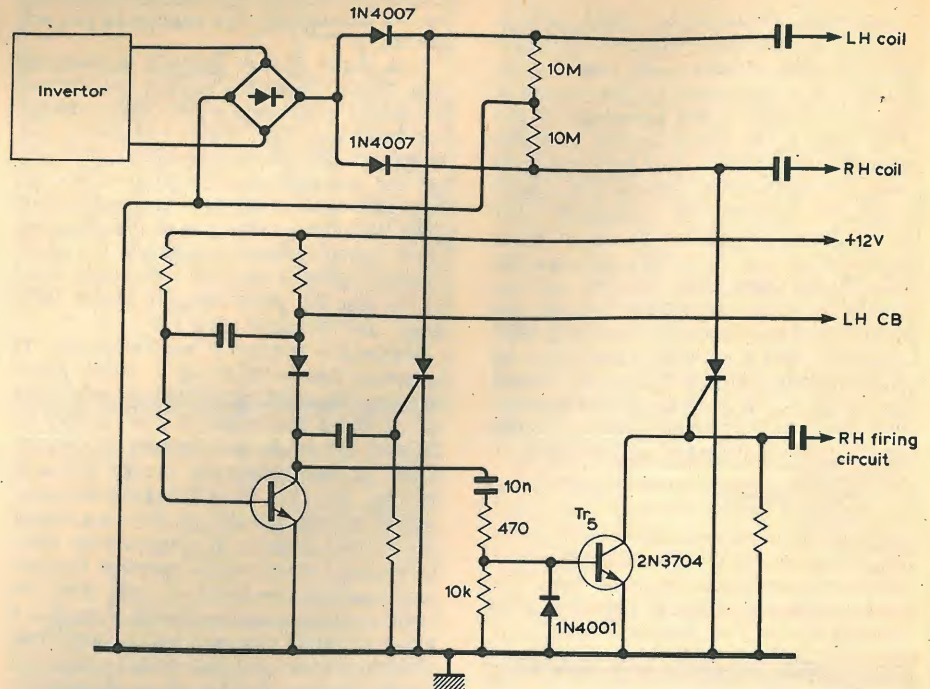 1N4007
LH coil
10M
Invertor
10M
1N4007
RH coil
+12V
LH CB
RH firing
circuit
10n
Tr5
470
2N3704
10k
1N4001